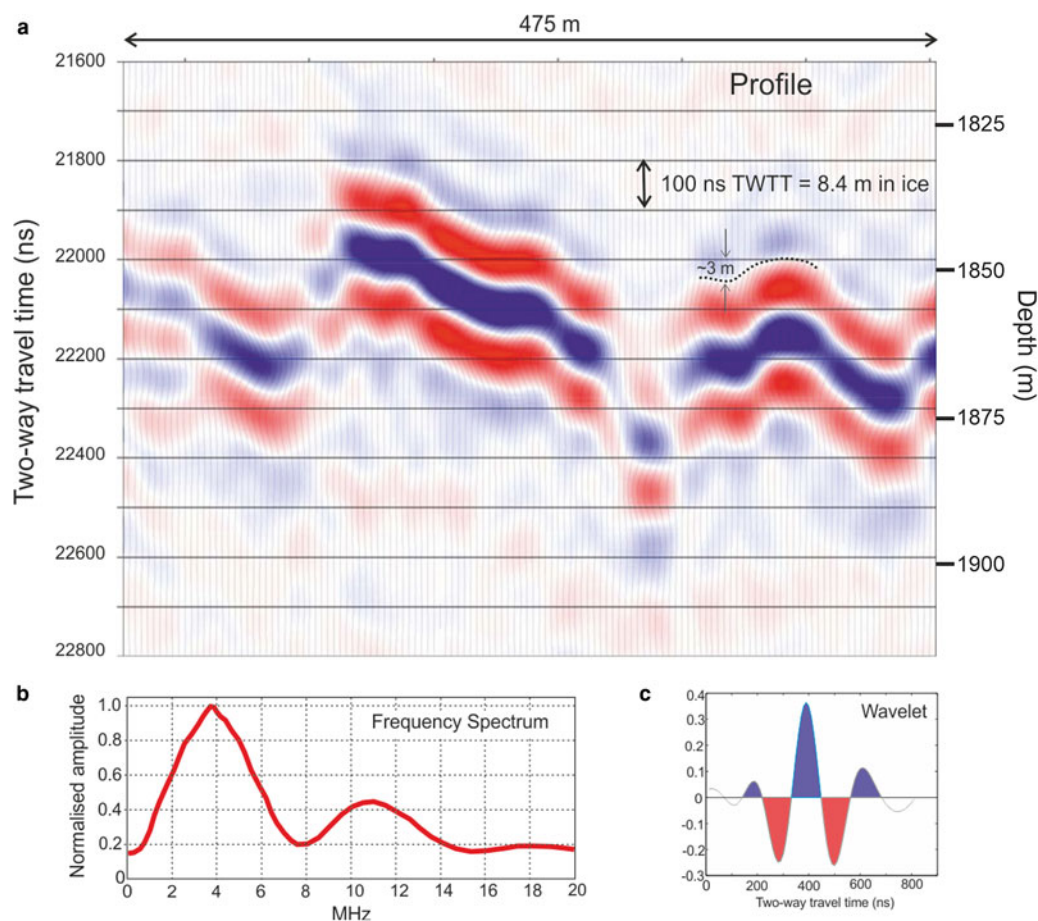 a
475 m
Profile
21600
21800
22000
22200
22400
22600
22800
Two-way travel time (ns)
100 ns TWTT = 8.4 m in ice
~3 m
1825
1850
1875
1900
Depth (m)
b
Frequency Spectrum
Normalised amplitude
1.0
0.8
0.6
0.4
0.2
0
0 2 4 6 8 10 12 14 16 18 20
MHz
c
Wavelet
0.4
0.3
0.2
0.1
0
-0.1
-0.2
-0.3
0 200 400 600 800
Two-way travel time (ns)